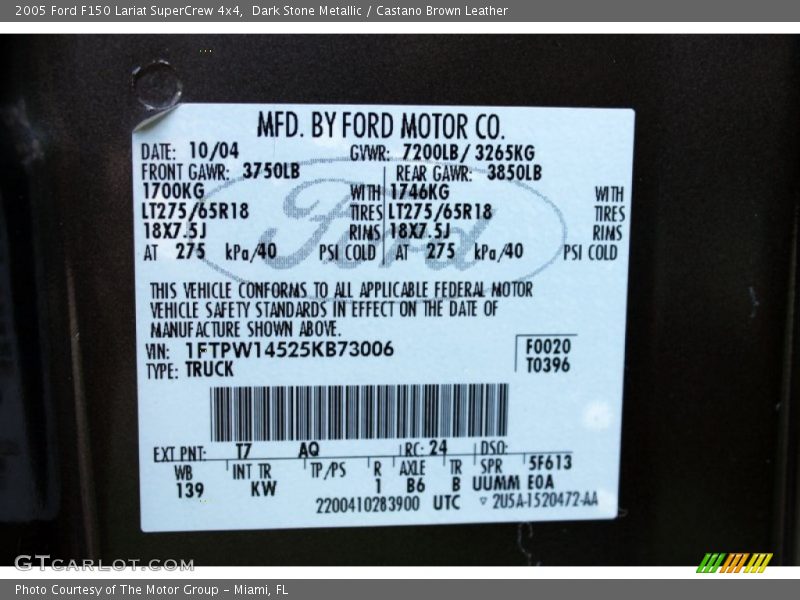 2005 Ford F150 Lariat SuperCrew 4x4,  Dark Stone Metallic / Castano Brown Leather
MFD. BY FORD MOTOR CO.
DATE: 10/04 GVWR: 7200LB/ 3265KG
FRONT GAWR: 3750LB REAR GAWR: 3850LB
1700KG WITH 1746KG WITH
LT275/65R18 TIRES LT275/65R18 TIRES
18X7.5J RIMS 18X7.5J RIMS
AT 275 kPa/40 PSI COLD AT 275 kPa/40 PSI COLD
Ford
THIS VEHICLE CONFORMS TO ALL APPLICABLE FEDERAL MOTOR
VEHICLE SAFETY STANDARDS IN EFFECT ON THE DATE OF
MANUFACTURE SHOWN ABOVE.
VIN: 1FTPW14525KB73006 F0020
TYPE: TRUCK T0396
EXT PNT: T7 AQ RC: 24 DSO:
WB INT TR TP/PS R AXLE TR SPR 5F613
139 KW 1 B6 B UUMM E0A
2200410283900 UTC ▽ 2U5A-1520472-AA
GTCARLOT.COM
Photo Courtesy of The Motor Group - Miami, FL